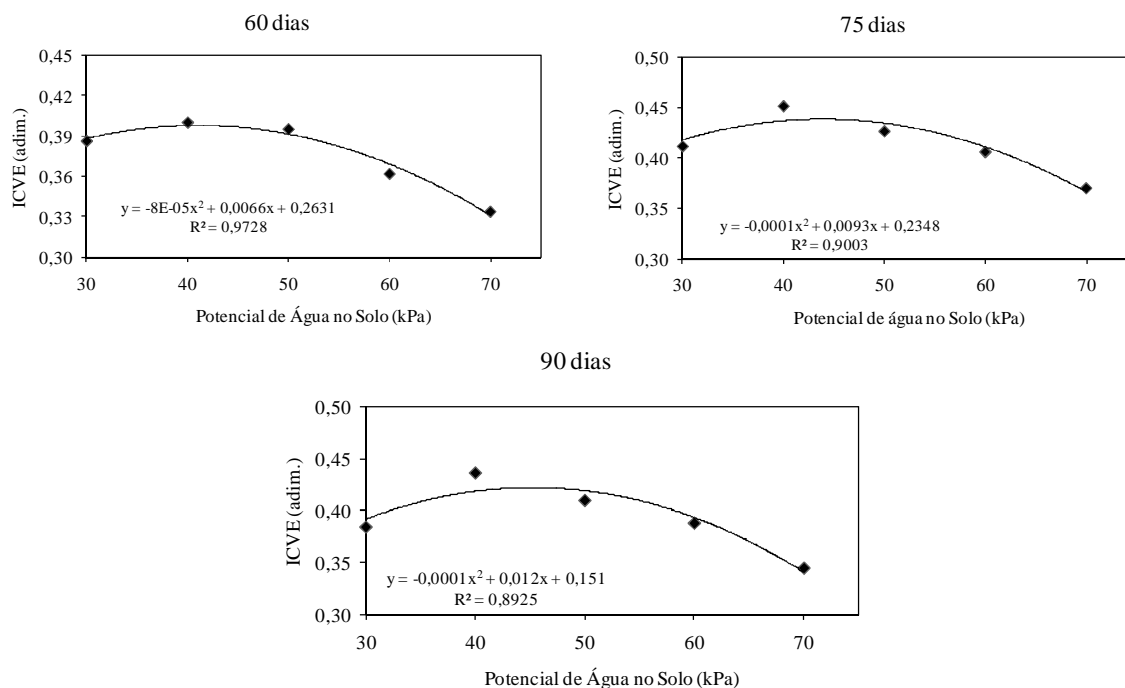 60 dias
0,45
0,42
0,39
0,36
0,33
0,30
ICVE (adim.)
y = -8E-05x² + 0,0066x + 0,2631
R² = 0,9728
30 40 50 60 70
Potencial de Água no Solo (kPa)
75 dias
0,50
0,45
0,40
0,35
0,30
ICVE (adim.)
y = -0,0001x² + 0,0093x + 0,2348
R² = 0,9003
30 40 50 60 70
Potencial de água no Solo (kPa)
90 dias
0,50
0,45
0,40
0,35
0,30
ICVE (adim.)
y = -0,0001x² + 0,012x + 0,151
R² = 0,8925
30 40 50 60 70
Potencial de Água no Solo (kPa)